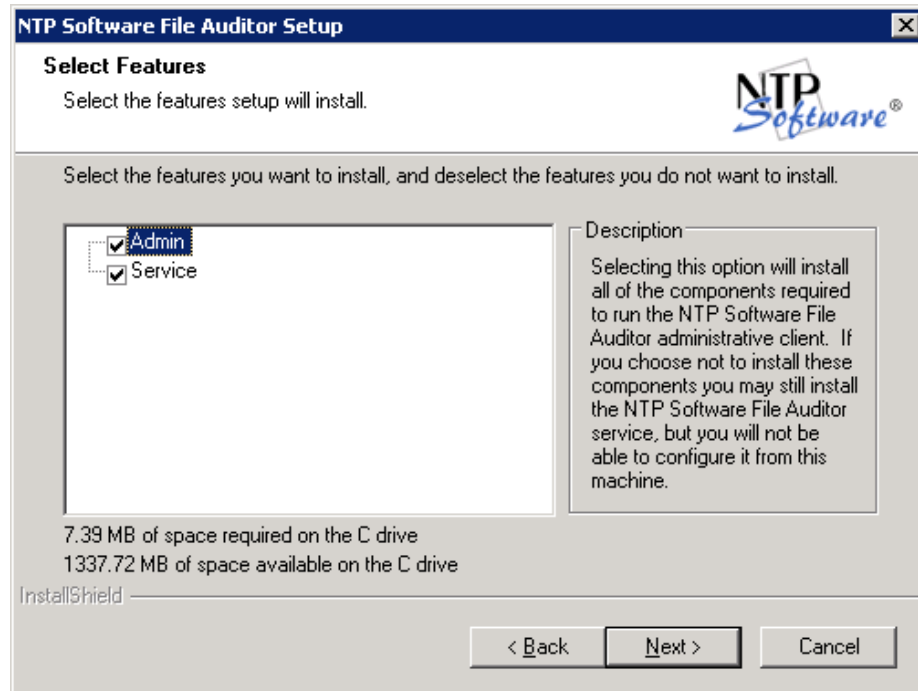 NTP Software File Auditor Setup
Select Features
Select the features setup will install.
NTP
Software®
Select the features you want to install, and deselect the features you do not want to install.
Admin
Service
Description
Selecting this option will install
all of the components required
to run the NTP Software File
Auditor administrative client. If
you choose not to install these
components you may still install
the NTP Software File Auditor
service, but you will not be
able to configure it from this
machine.
7.39 MB of space required on the C drive
1337.72 MB of space available on the C drive
InstallShield
< Back
Next >
Cancel